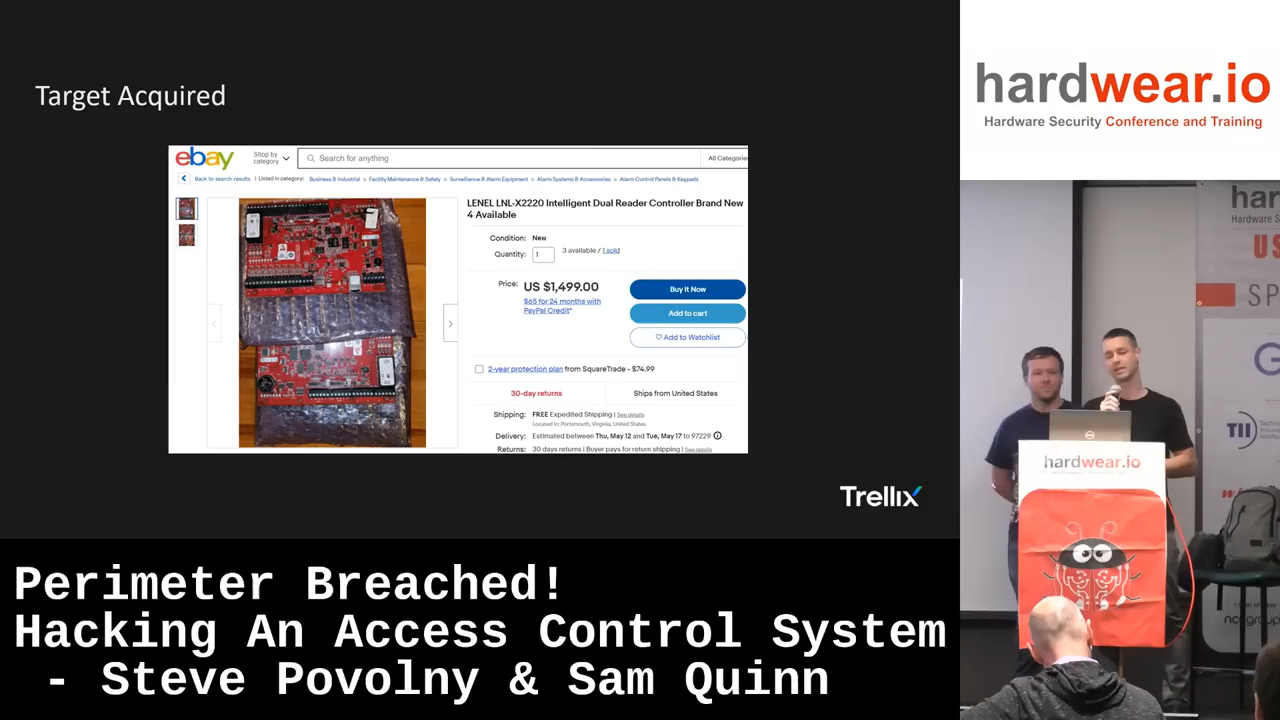 Target Acquired
ebay
Shop by category
Search for anything
All Categorie
Back to search results
Listed in category:
Business & Industrial > Facility Maintenance & Safety > Surveillance & Alarm Equipment > Alarm Systems & Accessories > Alarm Control Panels & Keypads
LENEL LNL-X2220 Intelligent Dual Reader Controller Brand New
4 Available
Condition: New
Quantity: 1 3 available / 1 sold
Price: US $1,499.00
$65 for 24 months with
PayPal Credit*
Buy It Now
Add to cart
Add to Watchlist
2-year protection plan from SquareTrade - $74.99
30-day returns
Ships from United States
Shipping: FREE Expedited Shipping | See details
Located in: Portsmouth, Virginia, United States
Delivery: Estimated between Thu, May 12 and Tue, May 17 to 97229
Returns: 30 days returns | Buyer pays for return shipping | See details
Trellix
Perimeter Breached!
Hacking An Access Control System
- Steve Povolny & Sam Quinn
hardwear.io
Hardware Security Conference and Training
hard
Hardware S
US
SP
TII
hardwear.io